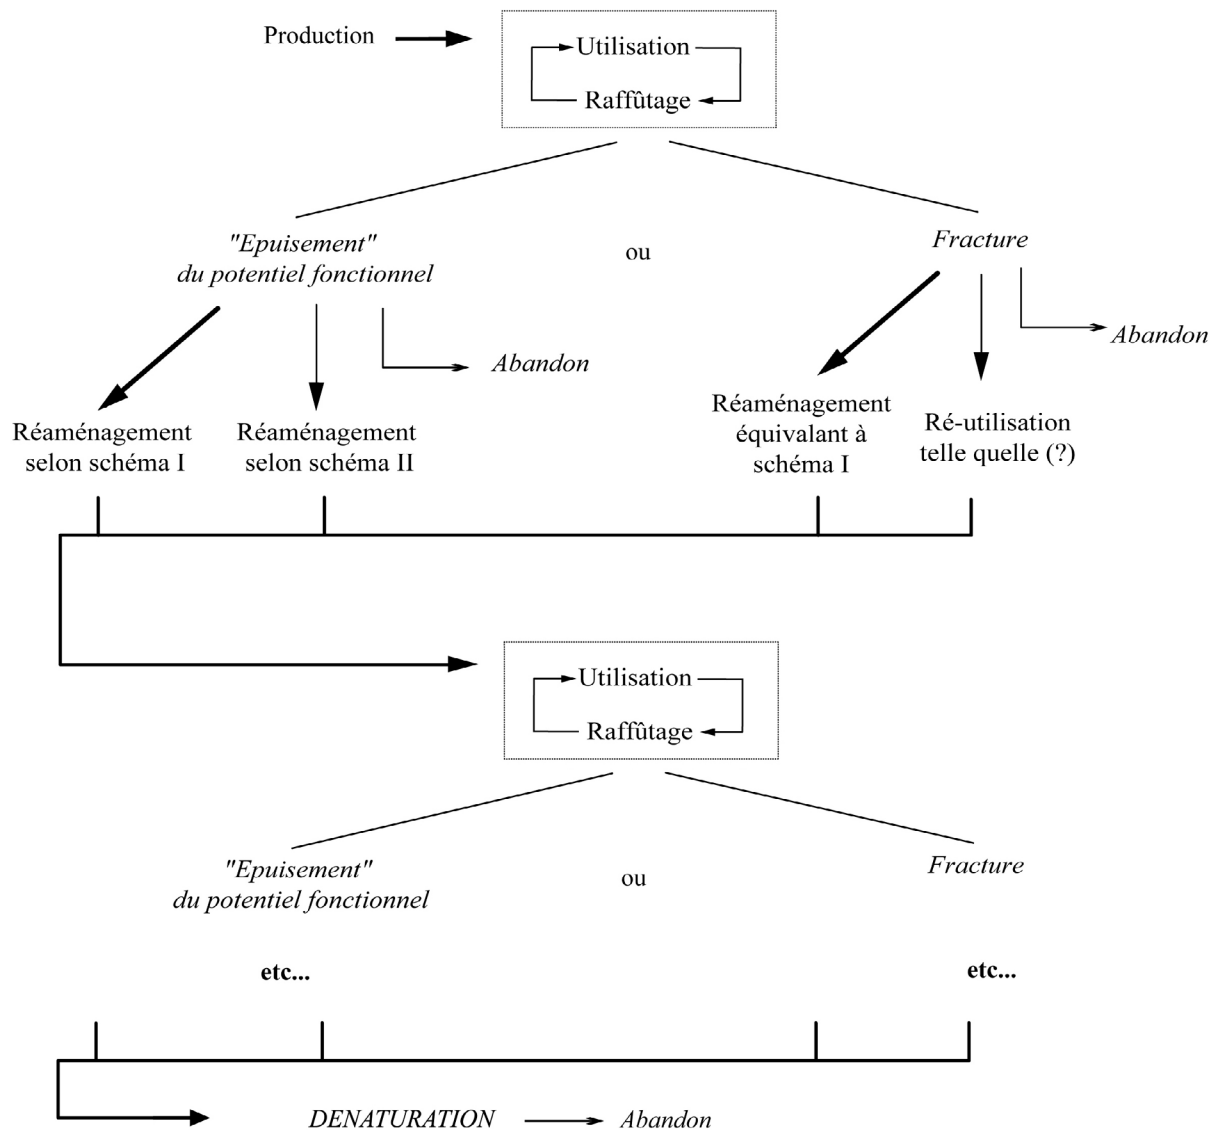 Production
Utilisation
Raffûtage
"Epuisement"
du potentiel fonctionnel
ou
Fracture
Abandon
Abandon
Réaménagement
selon schéma I
Réaménagement
selon schéma II
Réaménagement
équivalant à
schéma I
Ré-utilisation
telle quelle (?)
Utilisation
Raffûtage
"Epuisement"
du potentiel fonctionnel
ou
Fracture
etc...
etc...
DENATURATION
Abandon